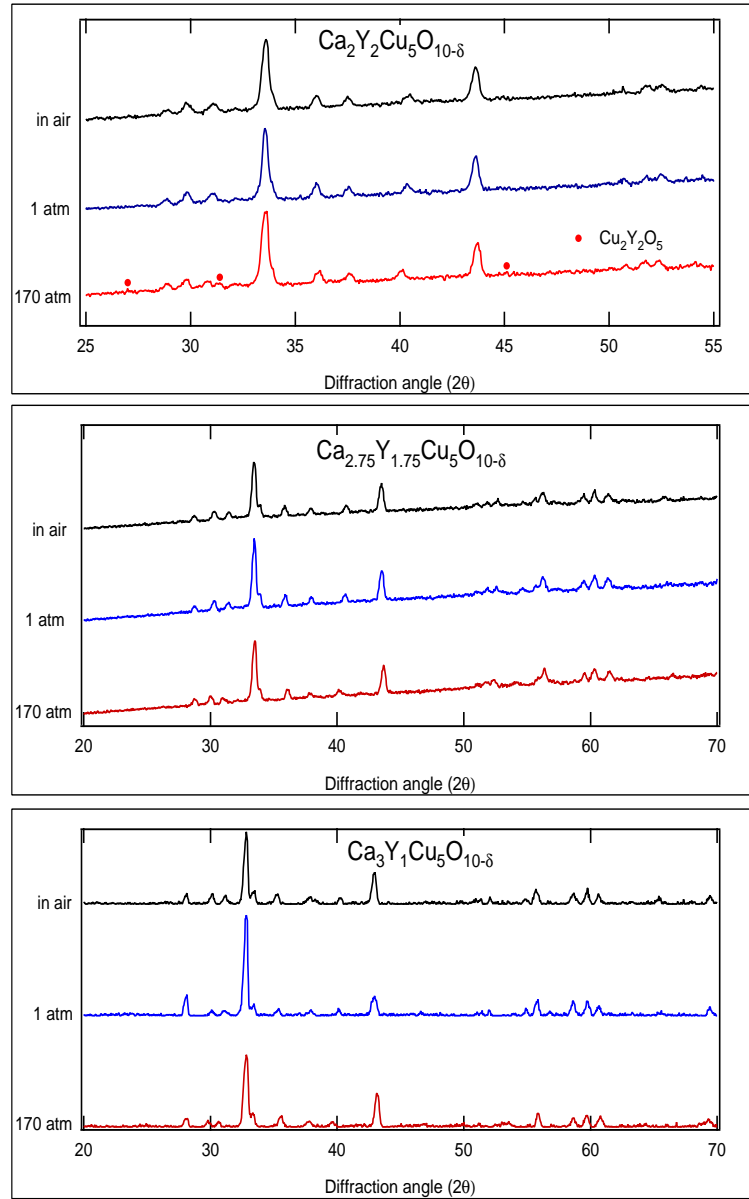 Ca₂Y₂Cu₅O₁₀₋δ
in air
1 atm
Cu₂Y₂O₅
170 atm
25 30 35 40 45 50 55
Diffraction angle (2θ)
Ca₂.₇₅Y₁.₇₅Cu₅O₁₀₋δ
in air
1 atm
170 atm
20 30 40 50 60 70
Diffraction angle (2θ)
Ca₃Y₁Cu₅O₁₀₋δ
in air
1 atm
170 atm
20 30 40 50 60 70
Diffraction angle (2θ)